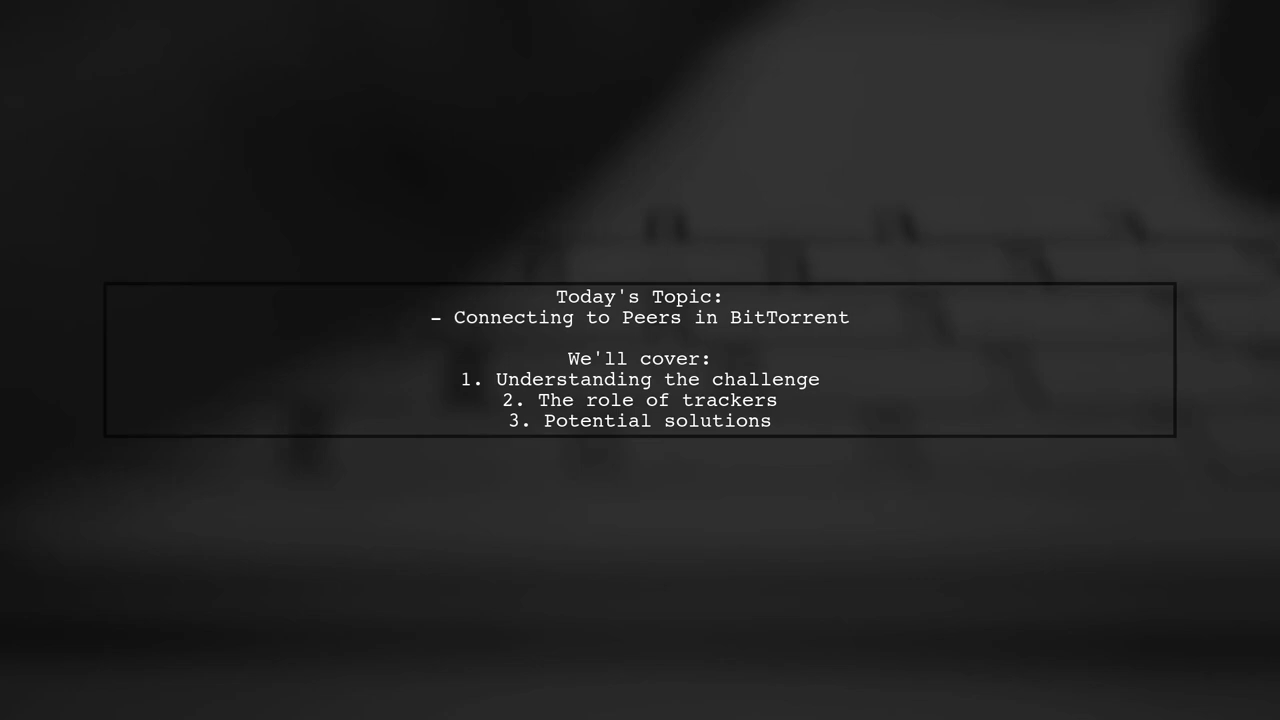 Today's Topic:
- Connecting to Peers in BitTorrent
We'll cover:
1. Understanding the challenge
2. The role of trackers
3. Potential solutions